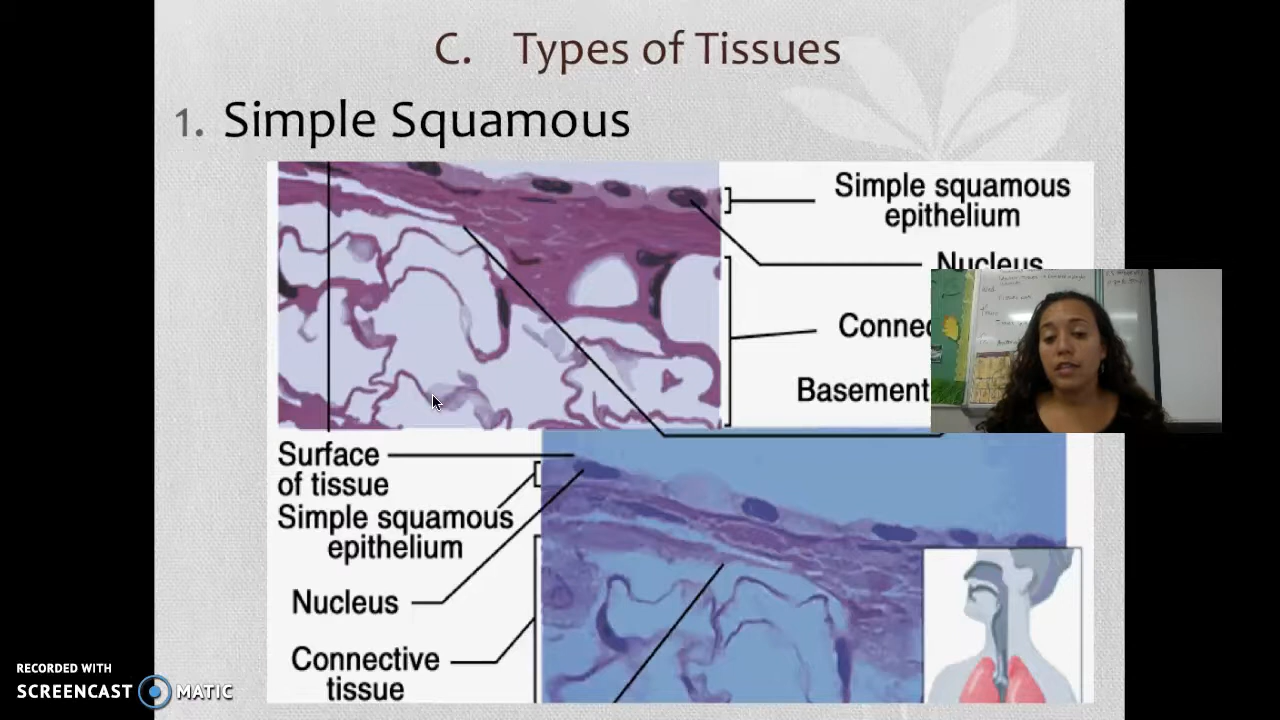 C. Types of Tissues
1. Simple Squamous
Simple squamous
epithelium
Nucleus
Connec
Basement
Surface
of tissue
Simple squamous
epithelium
Nucleus
Connective
tissue
RECORDED WITH
SCREENCAST MATIC